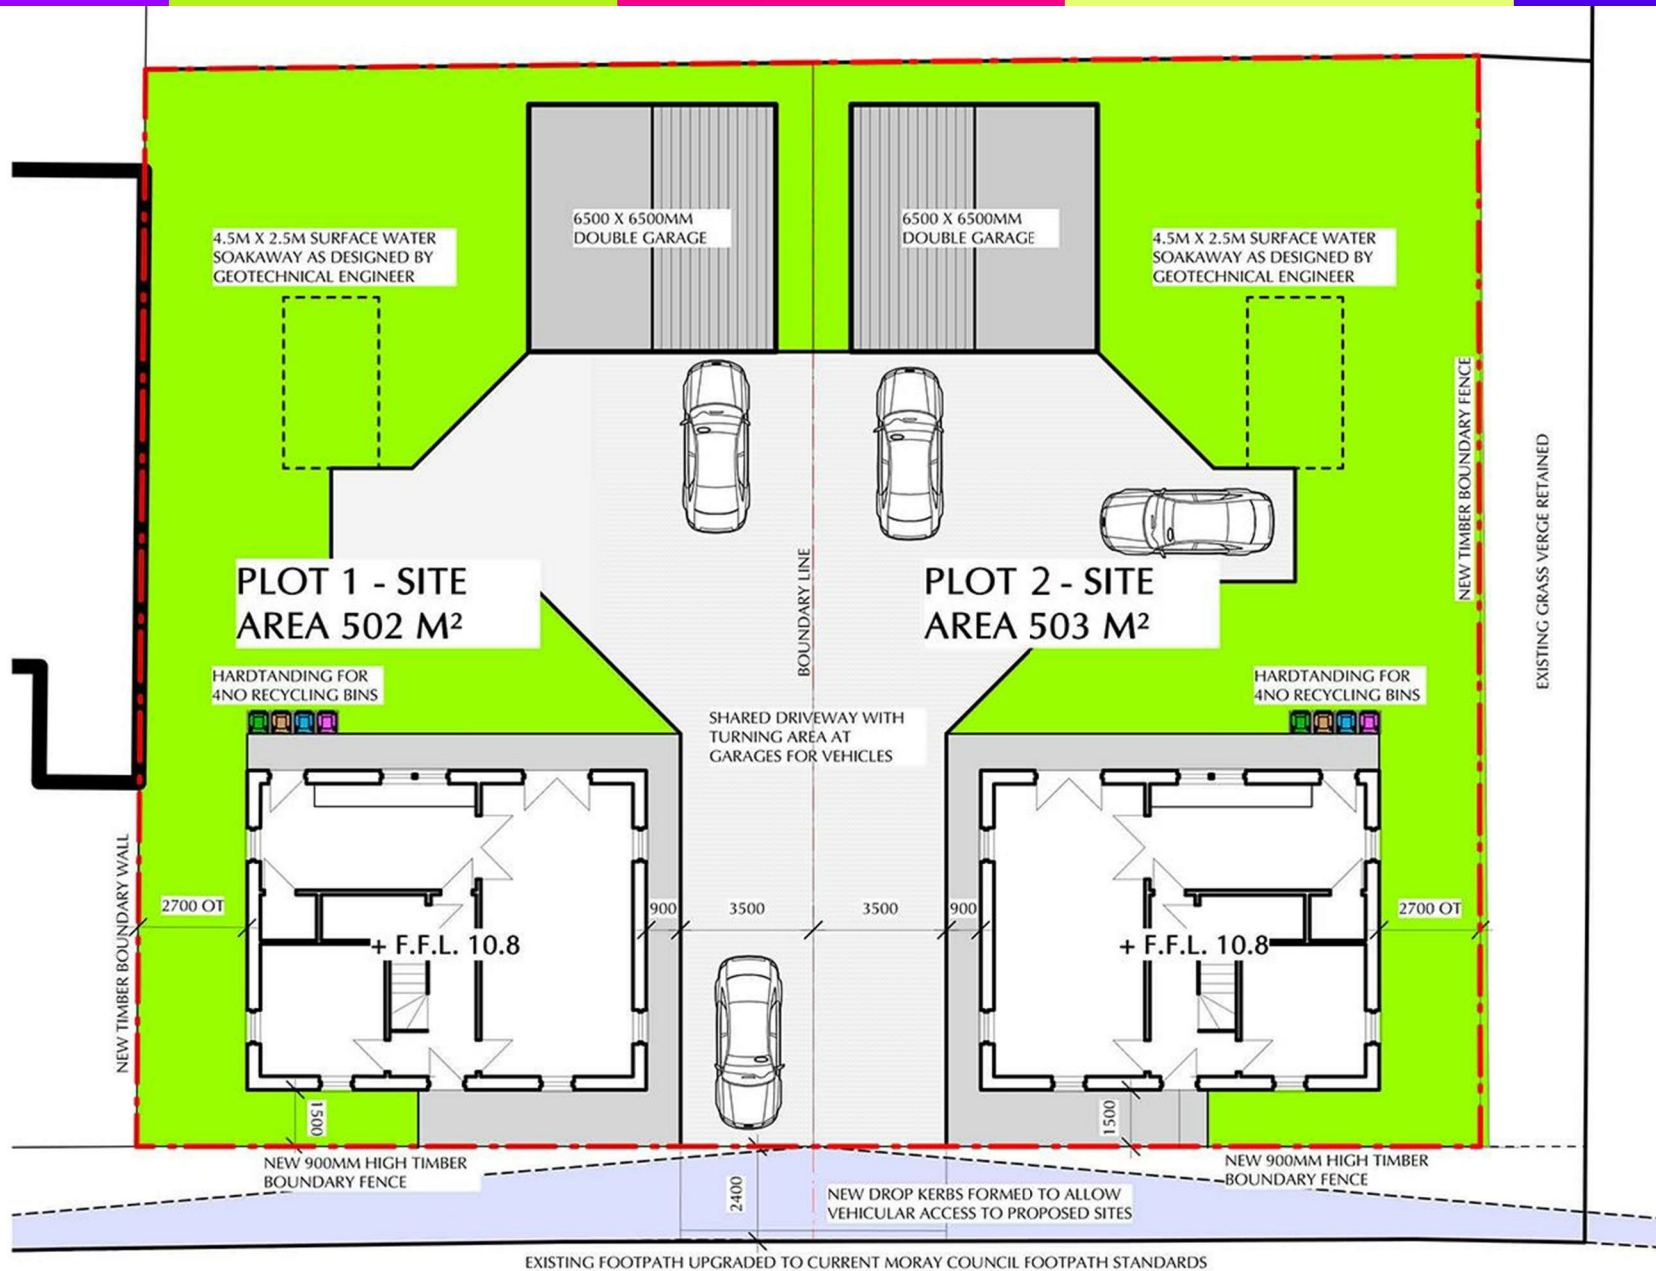 6500 X 6500MM
DOUBLE GARAGE
6500 X 6500MM
DOUBLE GARAGE
4.5M X 2.5M SURFACE WATER
SOAKAWAY AS DESIGNED BY
GEOTECHNICAL ENGINEER
4.5M X 2.5M SURFACE WATER
SOAKAWAY AS DESIGNED BY
GEOTECHNICAL ENGINEER
NEW TIMBER BOUNDARY FENCE
EXISTING GRASS VERGE RETAINED
BOUNDARY LINE
PLOT 1 - SITE
AREA 502 M²
PLOT 2 - SITE
AREA 503 M²
HARDTANDING FOR
4NO RECYCLING BINS
HARDTANDING FOR
4NO RECYCLING BINS
SHARED DRIVEWAY WITH
TURNING AREA AT
GARAGES FOR VEHICLES
NEW TIMBER BOUNDARY WALL
2700 OT
900
3500
3500
900
2700 OT
+ F.F.L. 10.8
+ F.F.L. 10.8
1500
1500
NEW 900MM HIGH TIMBER
BOUNDARY FENCE
NEW 900MM HIGH TIMBER
BOUNDARY FENCE
2400
NEW DROP KERBS FORMED TO ALLOW
VEHICULAR ACCESS TO PROPOSED SITES
EXISTING FOOTPATH UPGRADED TO CURRENT MORAY COUNCIL FOOTPATH STANDARDS